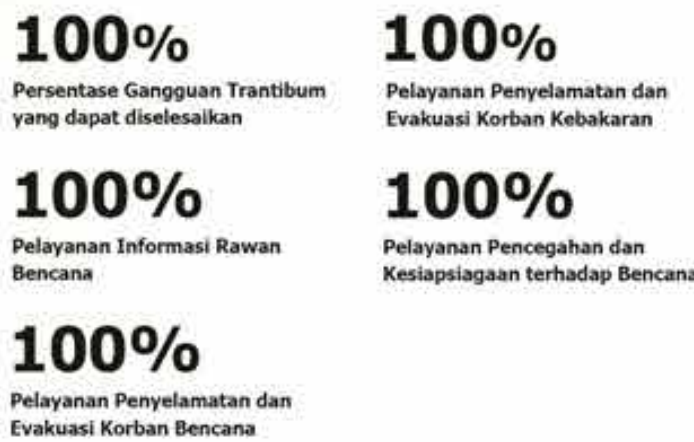 100%
Persentase Gangguan Trantibum
yang dapat diselesaikan
100%
Pelayanan Penyelamatan dan
Evakuasi Korban Kebakaran
100%
Pelayanan Informasi Rawan
Bencana
100%
Pelayanan Pencegahan dan
Kesiapsiagaan terhadap Bencana
100%
Pelayanan Penyelamatan dan
Evakuasi Korban Bencana